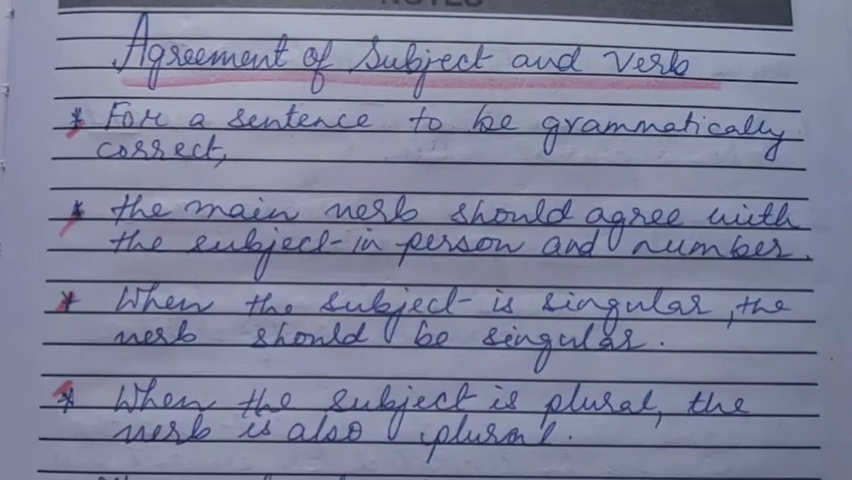 NOTES
Agreement of Subject and Verb
* For a sentence to be grammatically
correct,
* the main verb should agree with
the subject in person and number.
* When the subject is singular, the
verb should be singular.
* When the subject is plural, the
verb is also plural.